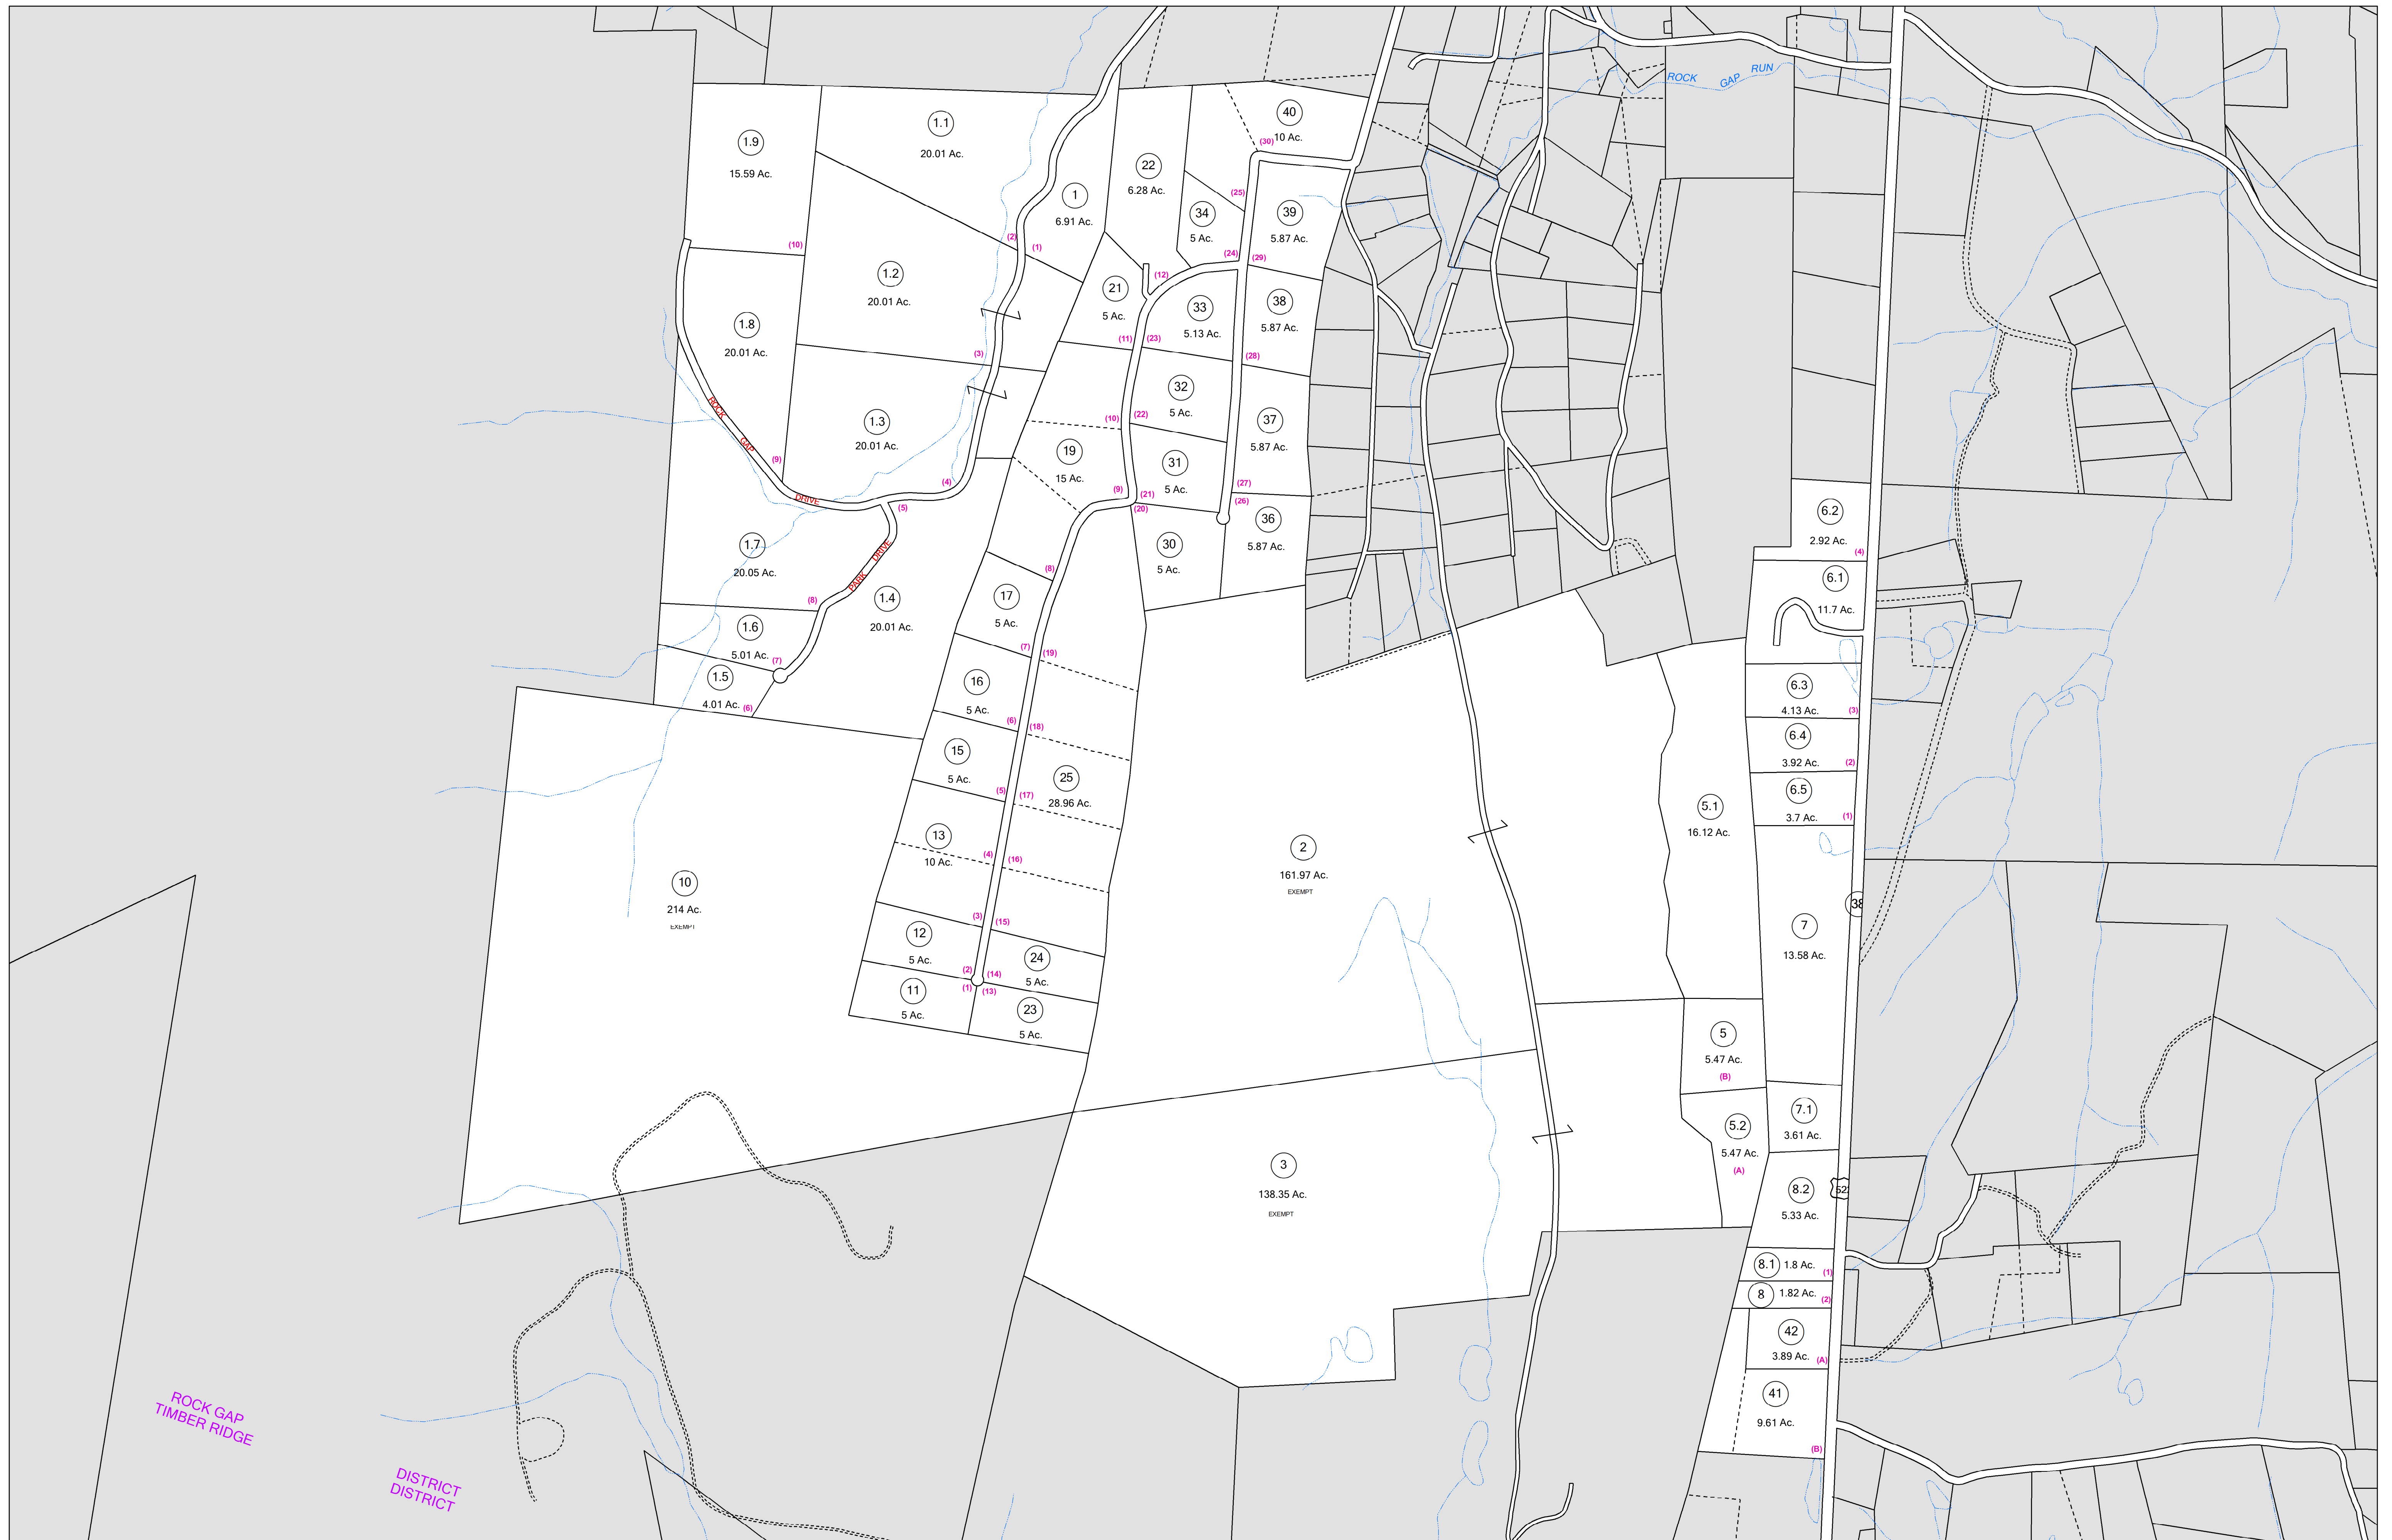 ROCK GAP RUN
40
10 Ac.
(30)
1.1
20.01 Ac.
1.9
15.59 Ac.
22
6.28 Ac.
1
6.91 Ac.
(25)
34
5 Ac.
39
5.87 Ac.
(10)
(2)
(1)
(24)
(29)
1.2
20.01 Ac.
(12)
21
5 Ac.
33
5.13 Ac.
38
5.87 Ac.
1.8
20.01 Ac.
(3)
(11)
(23)
(28)
32
5 Ac.
ROCK GAP DRIVE
1.3
20.01 Ac.
(10)
(22)
37
5.87 Ac.
19
15 Ac.
31
5 Ac.
(9)
(4)
(5)
(9)
(21)
(20)
(27)
(26)
36
5.87 Ac.
30
5 Ac.
6.2
2.92 Ac.
(4)
1.7
20.05 Ac.
PARK DRIVE
(8)
(8)
6.1
11.7 Ac.
1.4
20.01 Ac.
17
5 Ac.
1.6
5.01 Ac.
(7)
(7)
(19)
1.5
4.01 Ac.
(6)
16
5 Ac.
6.3
4.13 Ac.
(3)
(6)
(18)
6.4
3.92 Ac.
(2)
15
5 Ac.
25
28.96 Ac.
(5)
(17)
6.5
3.7 Ac.
(1)
5.1
16.12 Ac.
13
10 Ac.
(4)
(16)
2
161.97 Ac.
EXEMPT
10
214 Ac.
EXEMPT
38
7
13.58 Ac.
(3)
(15)
12
5 Ac.
24
5 Ac.
(2)
(14)
(1)
(13)
11
5 Ac.
23
5 Ac.
5
5.47 Ac.
(B)
7.1
3.61 Ac.
5.2
5.47 Ac.
(A)
3
138.35 Ac.
EXEMPT
8.2
5.33 Ac.
8.1
1.8 Ac.
(1)
8
1.82 Ac.
(2)
42
3.89 Ac.
(A)
41
9.61 Ac.
(B)
ROCK GAP
TIMBER RIDGE
DISTRICT
DISTRICT